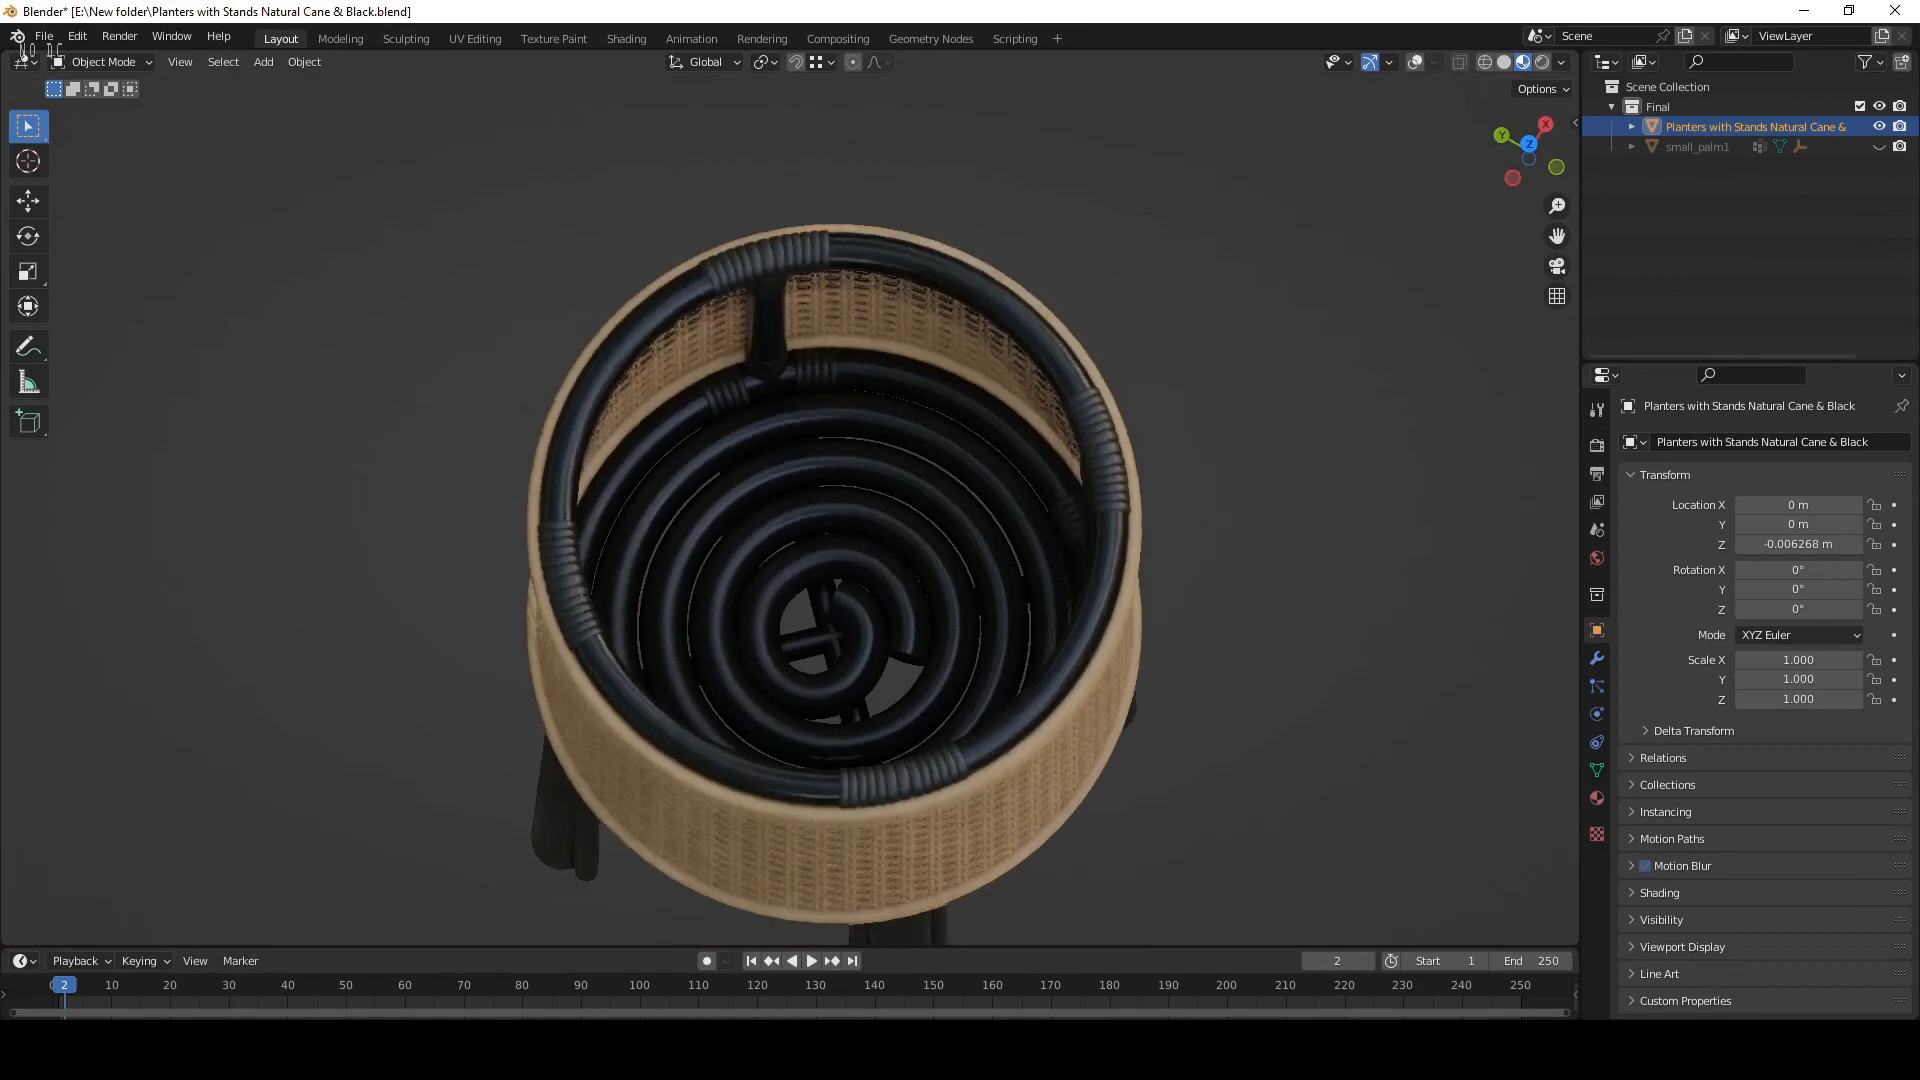 Blender* [E:\New folder\Planters with Stands Natural Cane & Black.blend]
File Edit Render Window Help Layout Modeling Sculpting UV Editing Texture Paint Shading Animation Rendering Compositing Geometry Nodes Scripting + Scene ViewLayer
Object Mode View Select Add Object Global
Options
Scene Collection
Final
Planters with Stands Natural Cane &
small_palm1
X
Y
Z
Planters with Stands Natural Cane & Black
Planters with Stands Natural Cane & Black
Transform
Location X 0 m
Y 0 m
Z -0.006268 m
Rotation X 0°
Y 0°
Z 0°
Mode XYZ Euler
Scale X 1.000
Y 1.000
Z 1.000
Delta Transform
Relations
Collections
Instancing
Motion Paths
Motion Blur
Shading
Visibility
Viewport Display
Line Art
Custom Properties
Playback Keying View Marker 2 Start 1 End 250
2 10 20 30 40 50 60 70 80 90 100 110 120 130 140 150 160 170 180 190 200 210 220 230 240 250